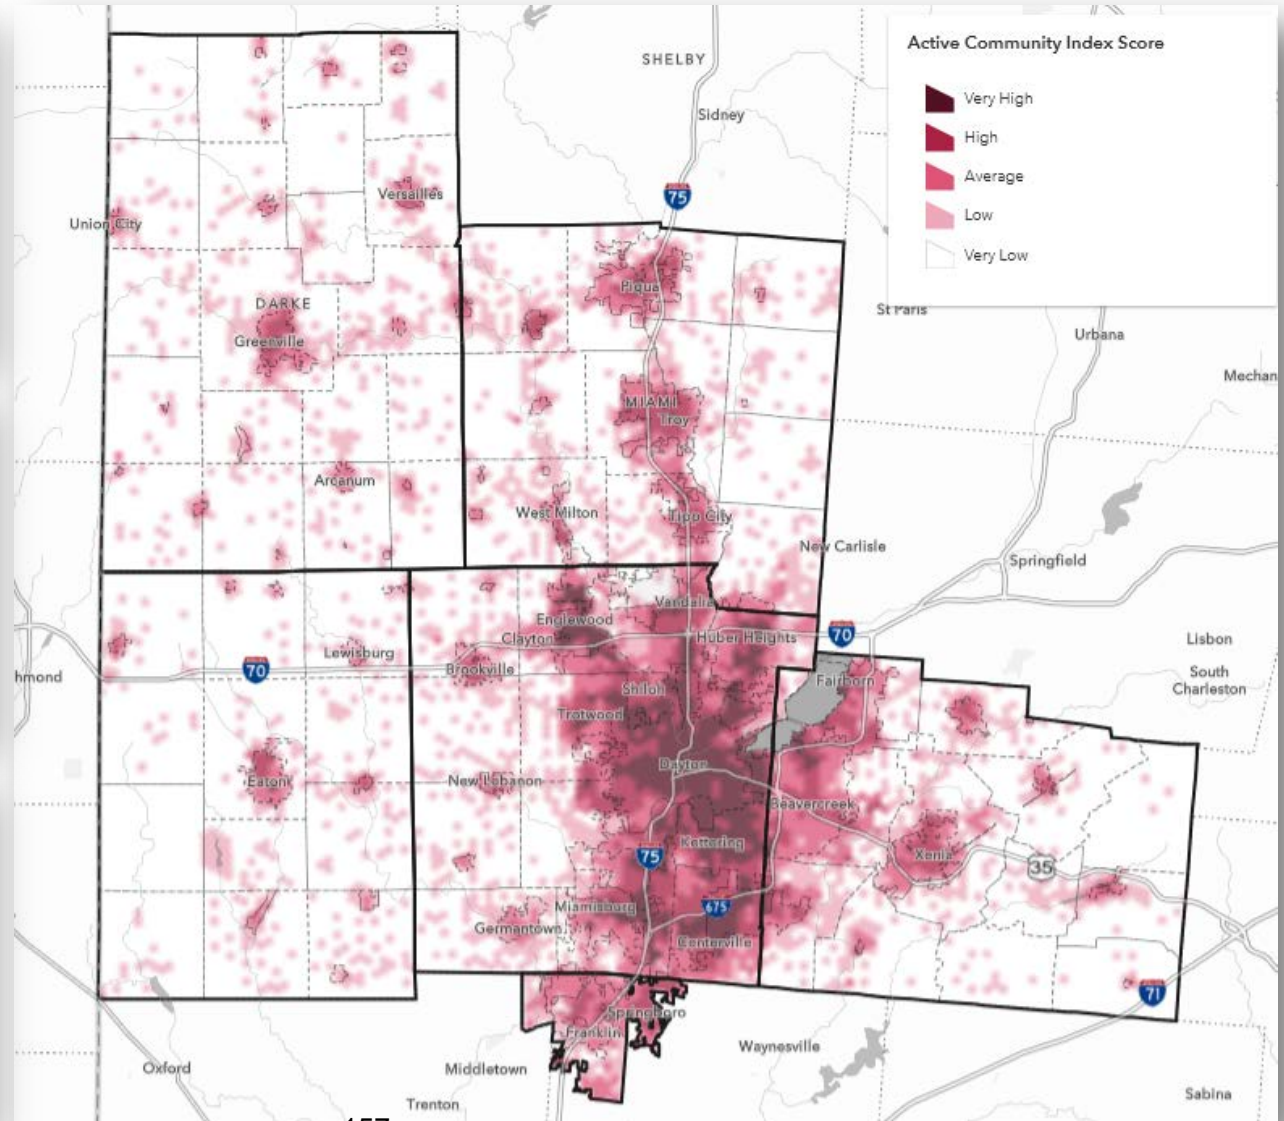 SHELBY
Sidney
75
Active Community Index Score
Very High
High
Average
Low
Very Low
Versailles
Union City
Piqua
DARKE
Greenville
St Paris
Urbana
Mechan
MIAMI
Troy
Arcanum
West Milton
Tipp City
New Carlisle
Springfield
Vandalia
Englewood
Clayton
Huber Heights
70
Lisbon
Lewisburg
Brookville
70
hmond
South
Charleston
Fairborn
Shiloh
Trotwood
Dayton
Eaton
New Lebanon
Beavercreek
Kettering
75
Xenia
35
Miamisburg
675
Germantown
Centerville
71
Springboro
Franklin
Waynesville
Oxford
Middletown
Trenton
Sabina